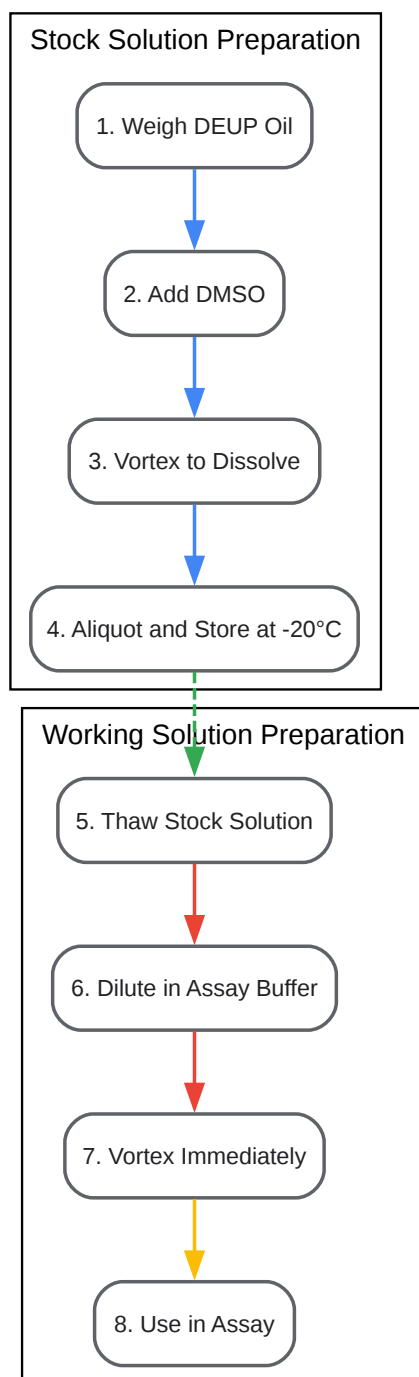 Stock Solution Preparation
1. Weigh DEUP Oil
2. Add DMSO
3. Vortex to Dissolve
4. Aliquot and Store at -20°C
Working Solution Preparation
5. Thaw Stock Solution
6. Dilute in Assay Buffer
7. Vortex Immediately
8. Use in Assay